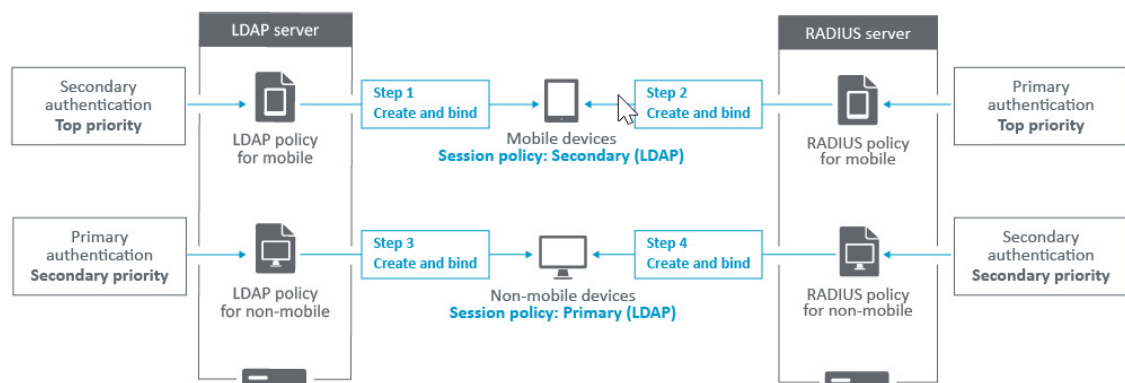 LDAP server
RADIUS server
Secondary
authentication
Top priority
LDAP policy
for mobile
Step 1
Create and bind
Mobile devices
Session policy: Secondary (LDAP)
Step 2
Create and bind
RADIUS policy
for mobile
Primary
authentication
Top priority
Primary
authentication
Secondary priority
LDAP policy
for non-mobile
Step 3
Create and bind
Non-mobile devices
Session policy: Primary (LDAP)
Step 4
Create and bind
RADIUS policy
for non-mobile
Secondary
authentication
Secondary priority